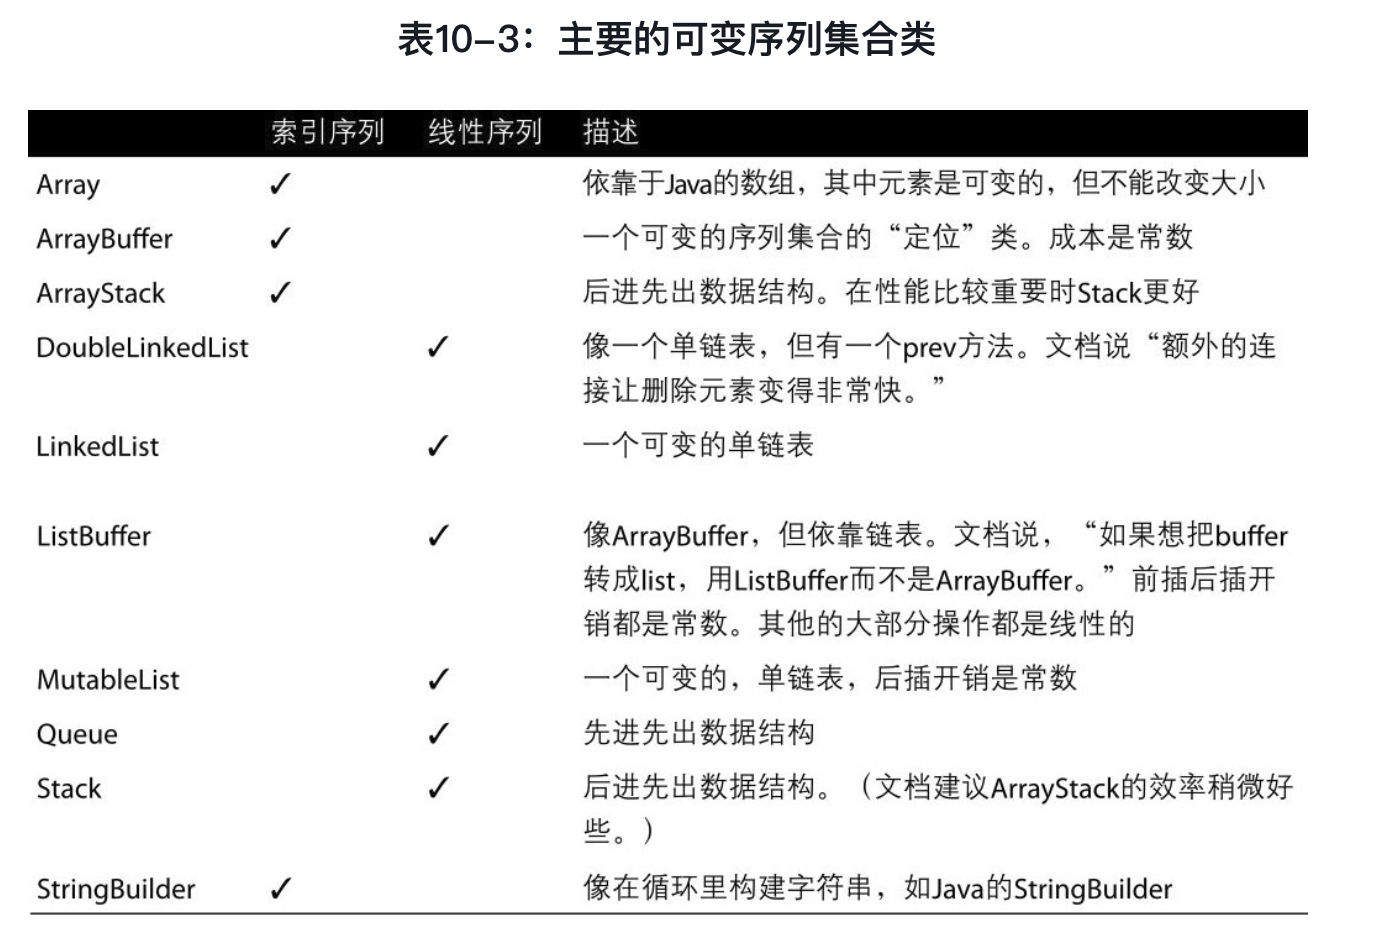 表10-3：主要的可变序列集合类
索引序列 线性序列 描述
Array ✓ 依靠于Java的数组，其中元素是可变的，但不能改变大小
ArrayBuffer ✓ 一个可变的序列集合的“定位”类。成本是常数
ArrayStack ✓ 后进先出数据结构。在性能比较重要时Stack更好
DoubleLinkedList ✓ 像一个单链表，但有一个prev方法。文档说“额外的连
接让删除元素变得非常快。”
LinkedList ✓ 一个可变的单链表
ListBuffer ✓ 像ArrayBuffer，但依靠链表。文档说，“如果想把buffer
转成list，用ListBuffer而不是ArrayBuffer。”前插后插开
销都是常数。其他的大部分操作都是线性的
MutableList ✓ 一个可变的，单链表，后插开销是常数
Queue ✓ 先进先出数据结构
Stack ✓ 后进先出数据结构。（文档建议ArrayStack的效率稍微好
些。）
StringBuilder ✓ 像在循环里构建字符串，如Java的StringBuilder